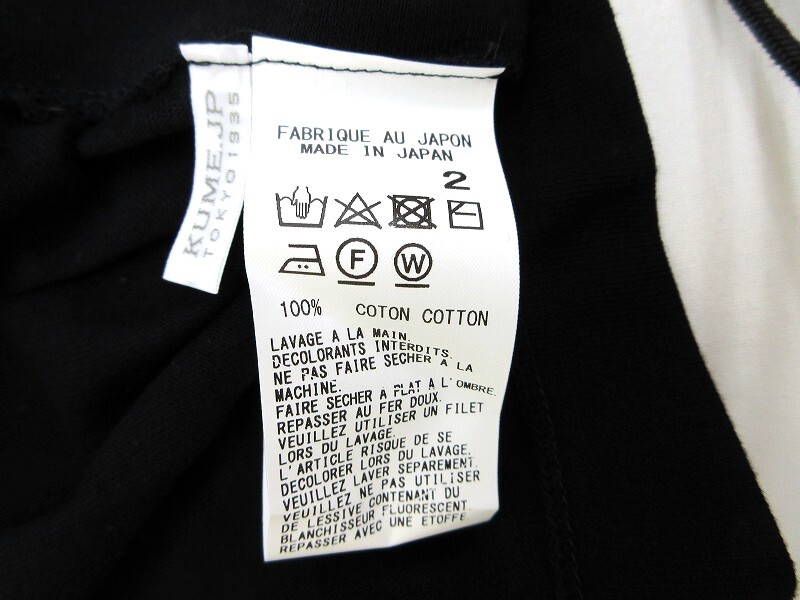 KUME.JP
TOKYO1935
FABRIQUE AU JAPON
MADE IN JAPAN
2
F
W
100% COTON COTTON
LAVAGE A LA MAIN.
DECOLORANTS INTERDITS.
NE PAS FAIRE SECHER A LA
MACHINE.
FAIRE SECHER A PLAT A L'OMBRE.
REPASSER AU FER DOUX.
VEUILLEZ UTILISER UN FILET
LORS DU LAVAGE.
L'ARTICLE RISQUE DE SE
DECOLORER LORS DU LAVAGE.
VEUILLEZ LAVER SEPAREMENT.
VEUILLEZ NE PAS UTILISER
DE LESSIVE CONTENANT DU
BLANCHISSEUR FLUORESCENT.
REPASSER AVEC UNE ETOFFE